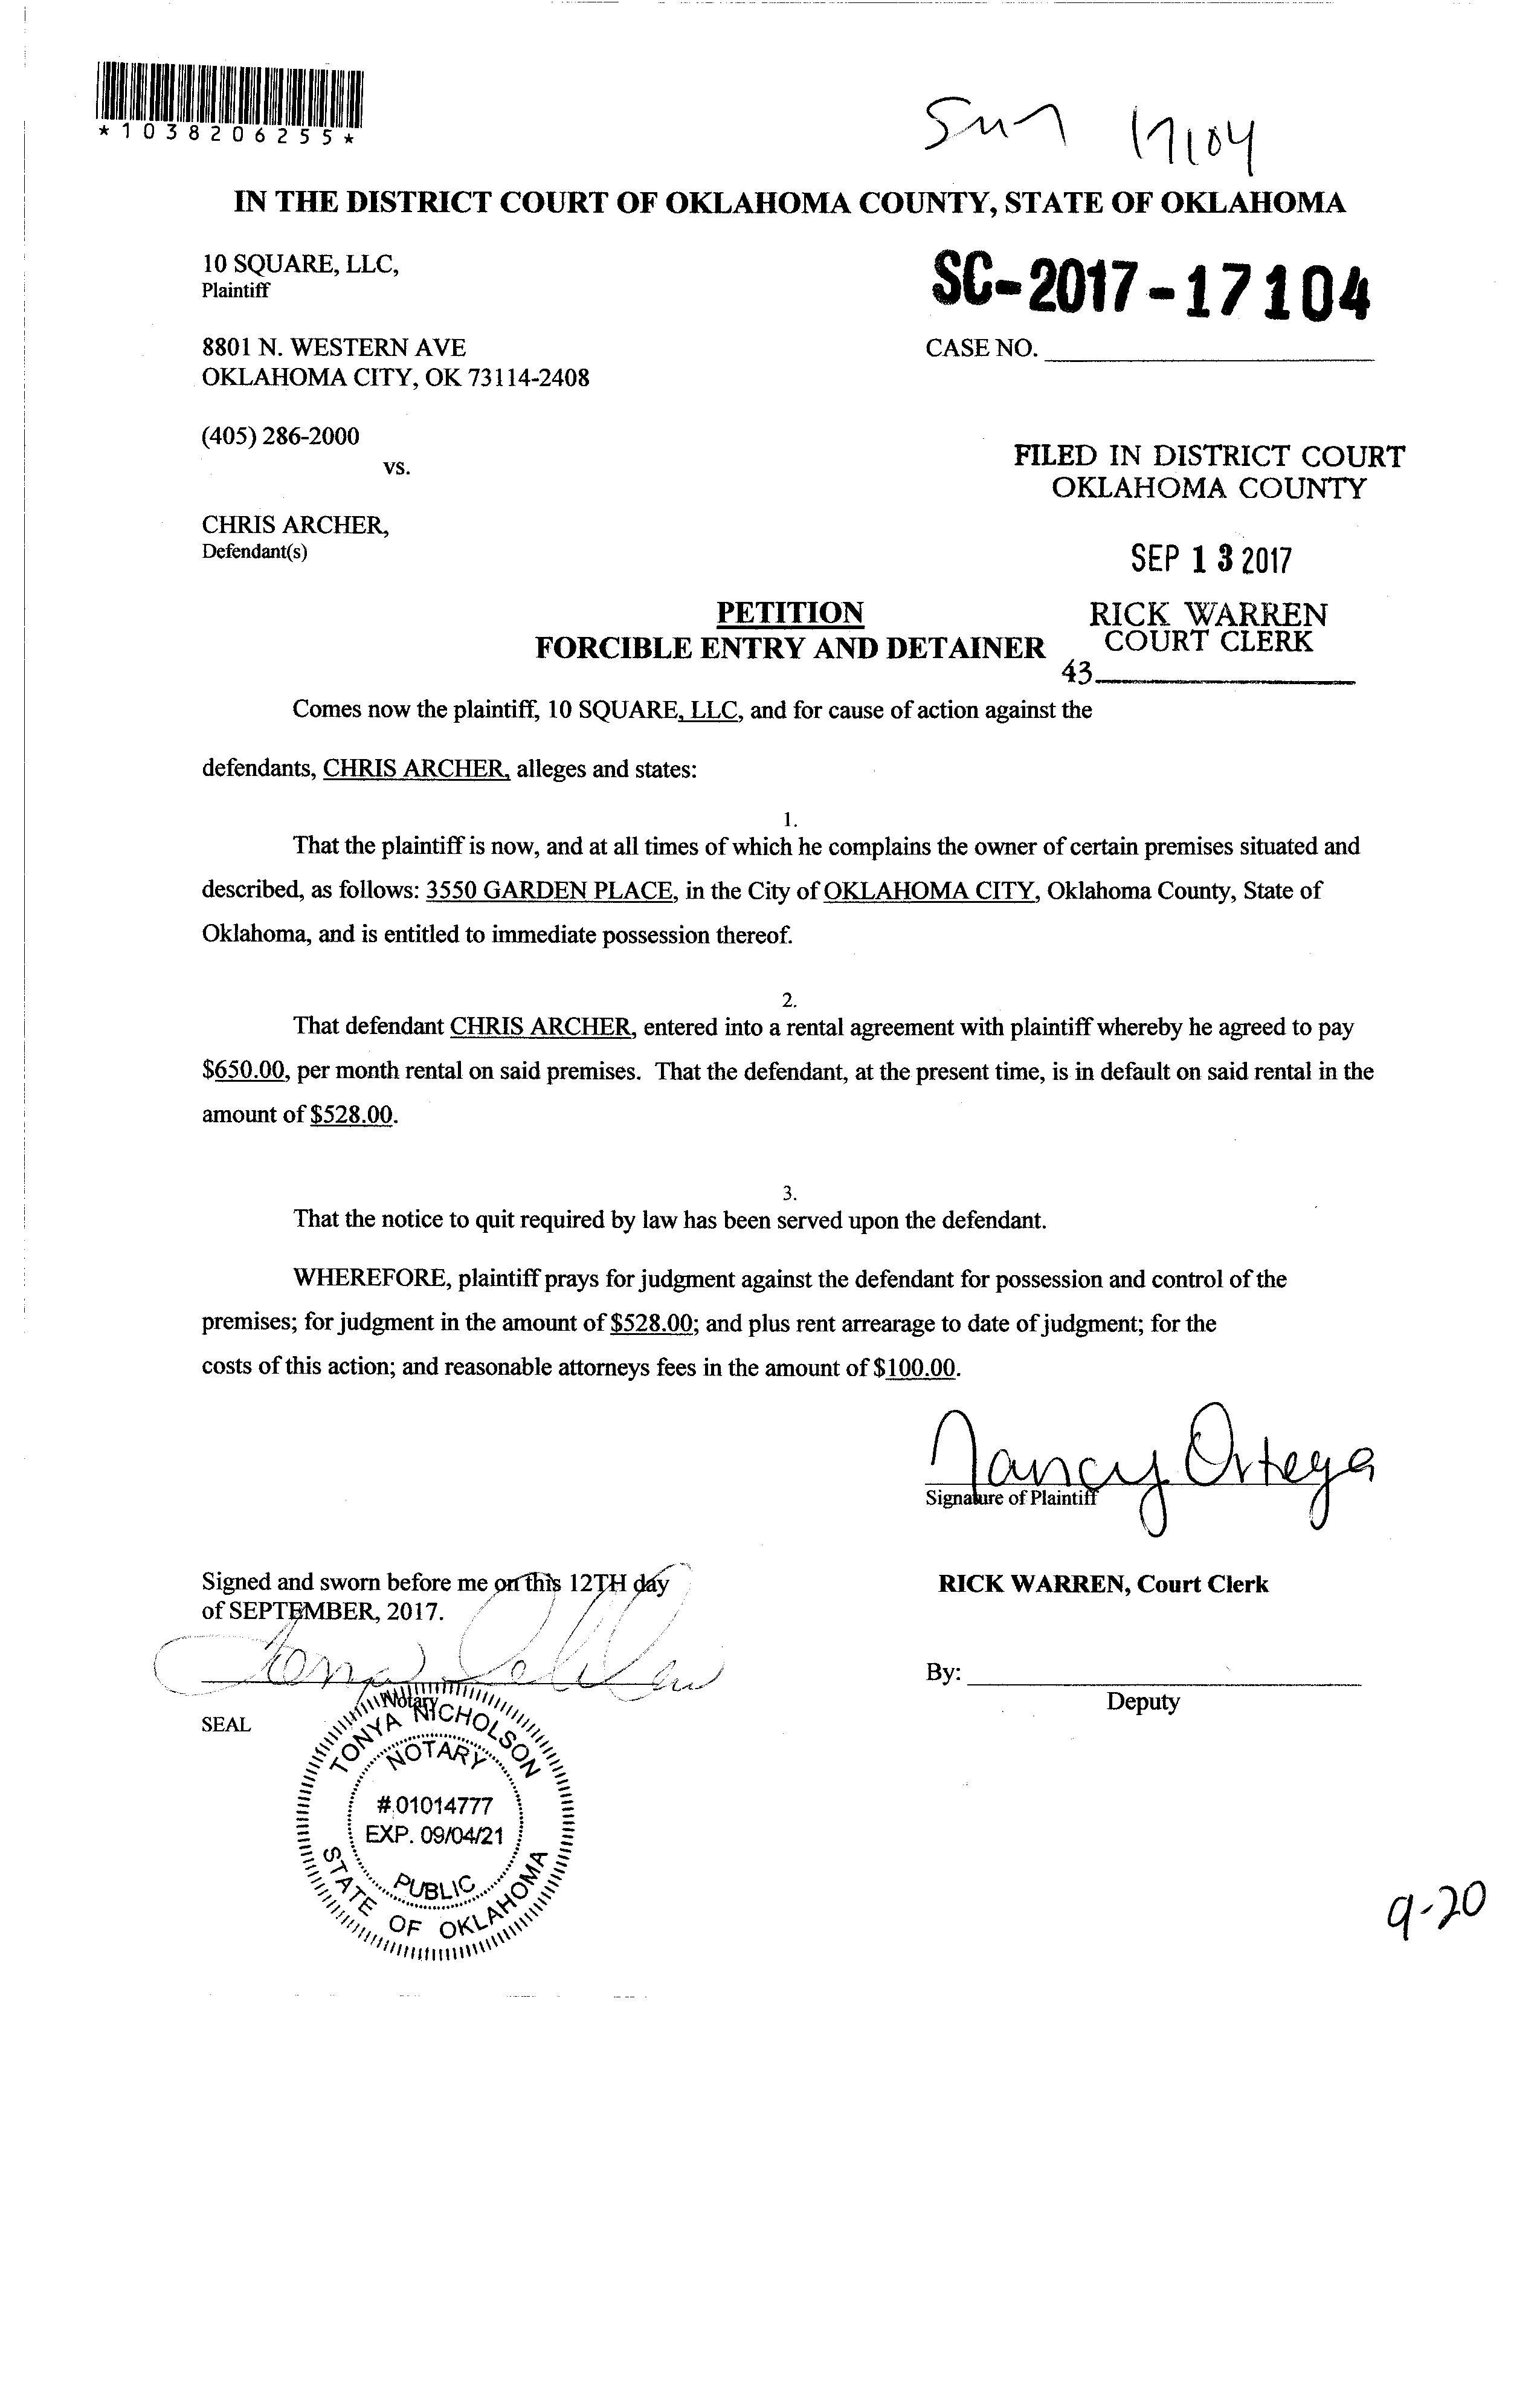 *1038206255*
17104
IN THE DISTRICT COURT OF OKLAHOMA COUNTY, STATE OF OKLAHOMA
10 SQUARE, LLC,
Plaintiff
SC-2017-17104
8801 N. WESTERN AVE
CASE NO.
OKLAHOMA CITY, OK 73114-2408
(405) 286-2000
vs.
FILED IN DISTRICT COURT
OKLAHOMA COUNTY
CHRIS ARCHER,
Defendant(s)
SEP 13 2017
PETITION
RICK WARREN
FORCIBLE ENTRY AND DETAINER
COURT CLERK
43
Comes now the plaintiff, 10 SQUARE, LLC, and for cause of action against the
defendants, CHRIS ARCHER, alleges and states:
1.
That the plaintiff is now, and at all times of which he complains the owner of certain premises situated and
described, as follows: 3550 GARDEN PLACE, in the City of OKLAHOMA CITY, Oklahoma County, State of
Oklahoma, and is entitled to immediate possession thereof.
2.
That defendant CHRIS ARCHER, entered into a rental agreement with plaintiff whereby he agreed to pay
$650.00, per month rental on said premises. That the defendant, at the present time, is in default on said rental in the
amount of $528.00.
3.
That the notice to quit required by law has been served upon the defendant.
WHEREFORE, plaintiff prays for judgment against the defendant for possession and control of the
premises; for judgment in the amount of $528.00; and plus rent arrearage to date of judgment; for the
costs of this action; and reasonable attorneys fees in the amount of $100.00.
Nancy Ortega
Signature of Plaintiff
Signed and sworn before me on this 12TH day
of SEPTEMBER, 2017.
RICK WARREN, Court Clerk
By:
Deputy
Notary
SEAL
TONYA NICHOLSON
NOTARY
#01014777
EXP. 09/04/21
PUBLIC
STATE OF OKLAHOMA
9-20